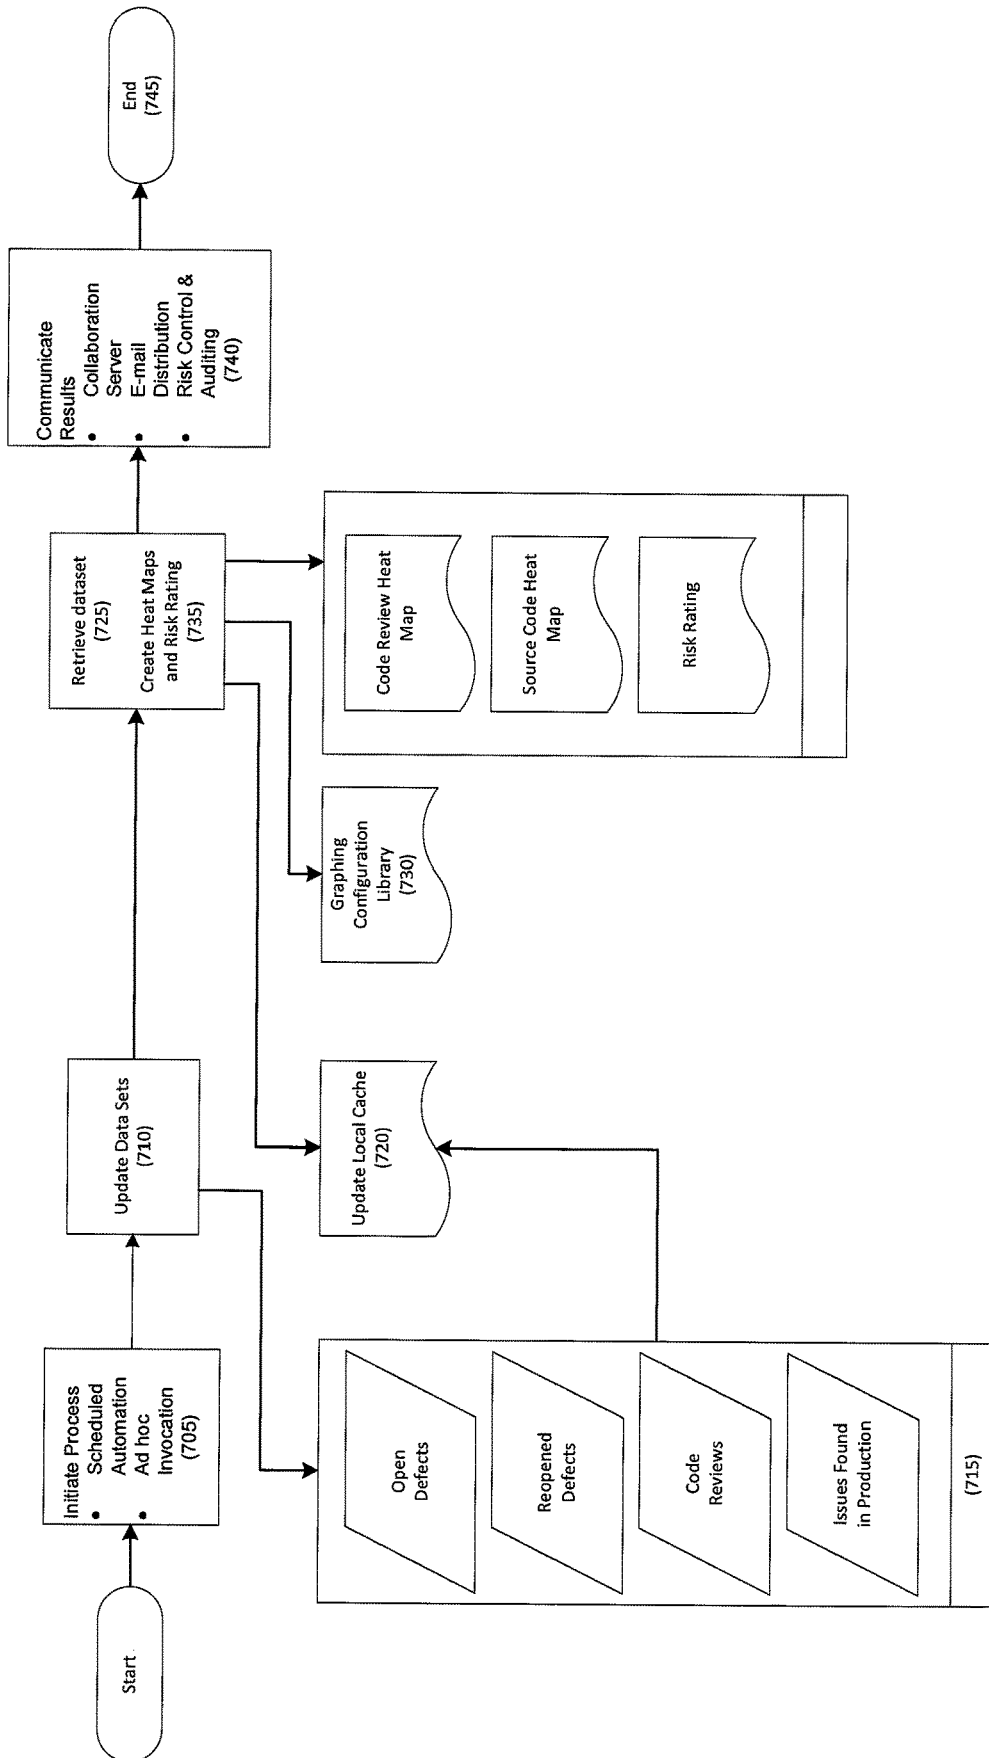 Start
Initiate Process
• Scheduled
Automation
• Ad hoc
Invocation
(705)
Update Data Sets
(710)
Retrieve dataset
(725)
Create Heat Maps
and Risk Rating
(735)
Communicate
Results
• Collaboration
Server
• E-mail
Distribution
• Risk Control &
Auditing
(740)
End
(745)
Open
Defects
Reopened
Defects
Code
Reviews
Issues Found
in Production
(715)
Update Local Cache
(720)
Graphing
Configuration
Library
(730)
Code Review Heat
Map
Source Code Heat
Map
Risk Rating